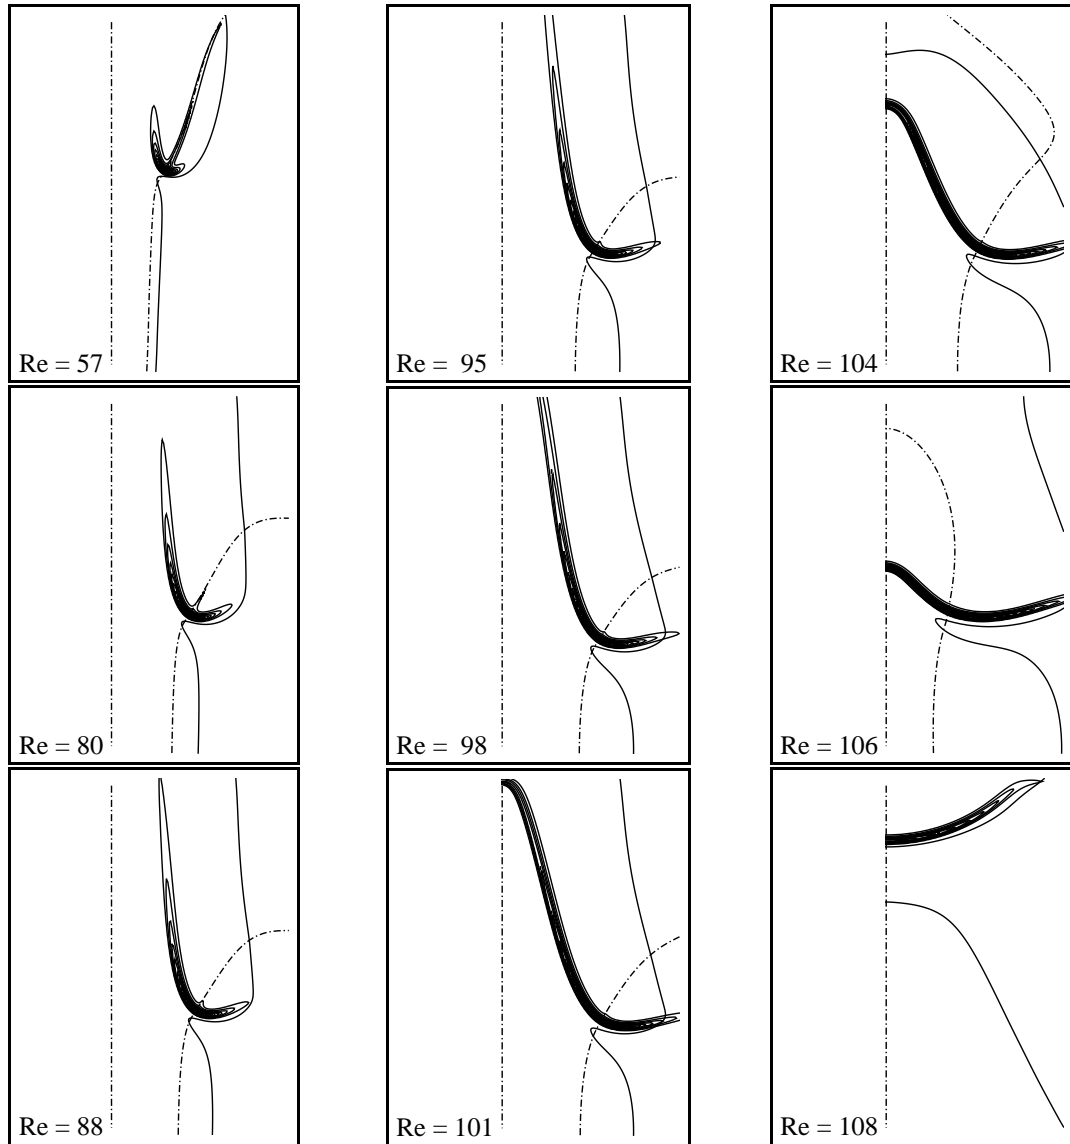 Re = 57
Re = 95
Re = 104
Re = 80
Re = 98
Re = 106
Re = 88
Re = 101
Re = 108